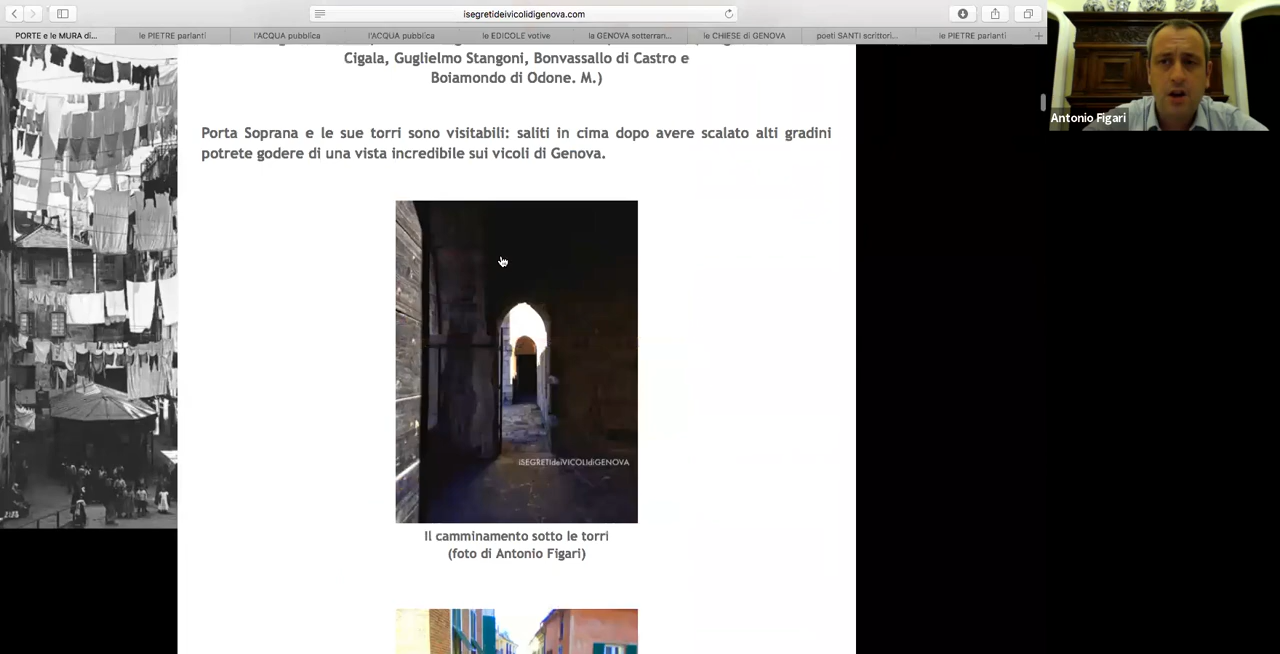 isegretideivicolidigenova.com
PORTE e le MURA di...
le PIETRE parlanti
l'ACQUA pubblica
l'ACQUA pubblica
le EDICOLE votive
la GENOVA sotterran...
le CHIESE di GENOVA
poeti SANTI scrittori...
le PIETRE parlanti
Cigala, Guglielmo Stangoni, Bonvassallo di Castro e
Boiamondo di Odone. M.)
Porta Soprana e le sue torri sono visitabili: saliti in cima dopo avere scalato alti gradini
potrete godere di una vista incredibile sui vicoli di Genova.
iSEGRETIdeiVICOLIdiGENOVA
Il camminamento sotto le torri
(foto di Antonio Figari)
Antonio Figari